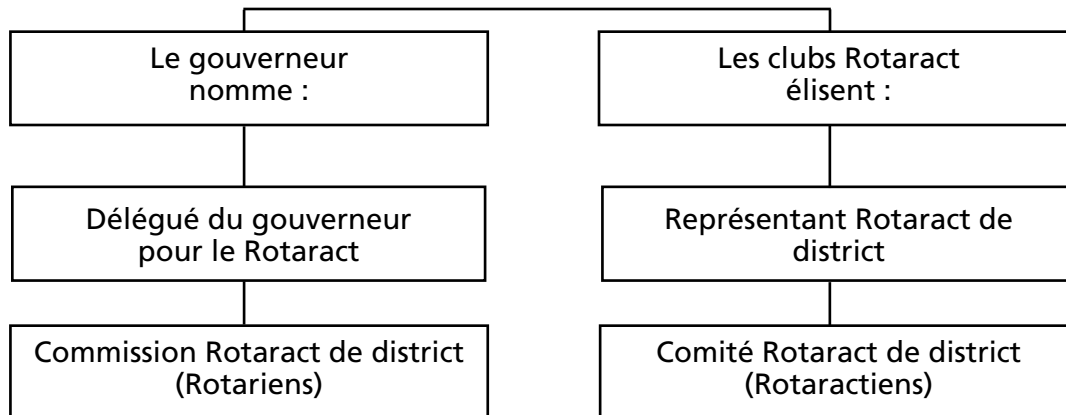 Le gouverneur
nomme :
Les clubs Rotaract
élisent :
Délégué du gouverneur
pour le Rotaract
Représentant Rotaract de
district
Commission Rotaract de district
(Rotariens)
Comité Rotaract de district
(Rotaractiens)